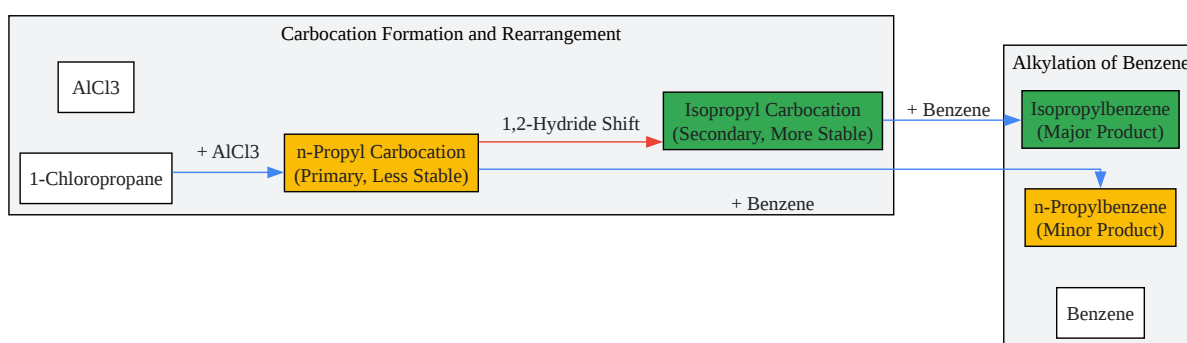 Carbocation Formation and Rearrangement
AlCl3
1-Chloropropane
+ AlCl3
n-Propyl Carbocation
(Primary, Less Stable)
1,2-Hydride Shift
Isopropyl Carbocation
(Secondary, More Stable)
+ Benzene
+ Benzene
Alkylation of Benzene
Isopropylbenzene
(Major Product)
n-Propylbenzene
(Minor Product)
Benzene